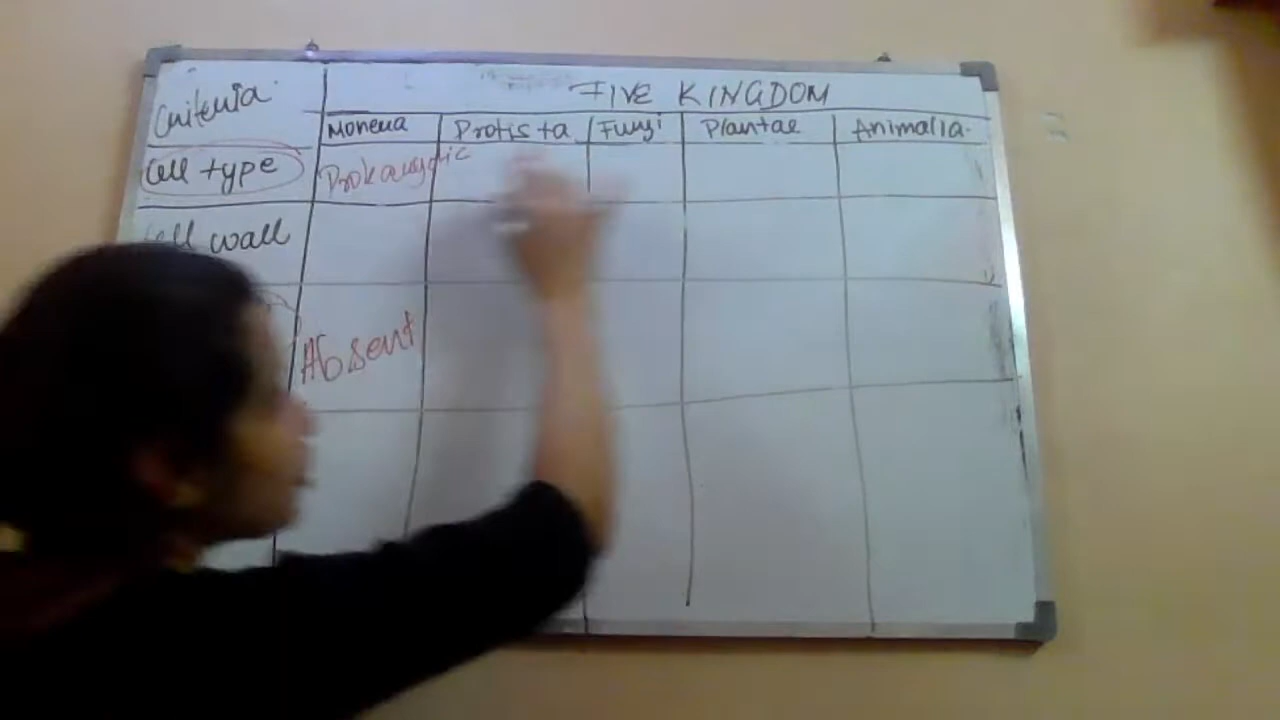 Criteria
FIVE KINGDOM
Monera
Protista
Fungi
Plantae
Animalia.
Cell type
Prokaryotic
Cell wall
Absent